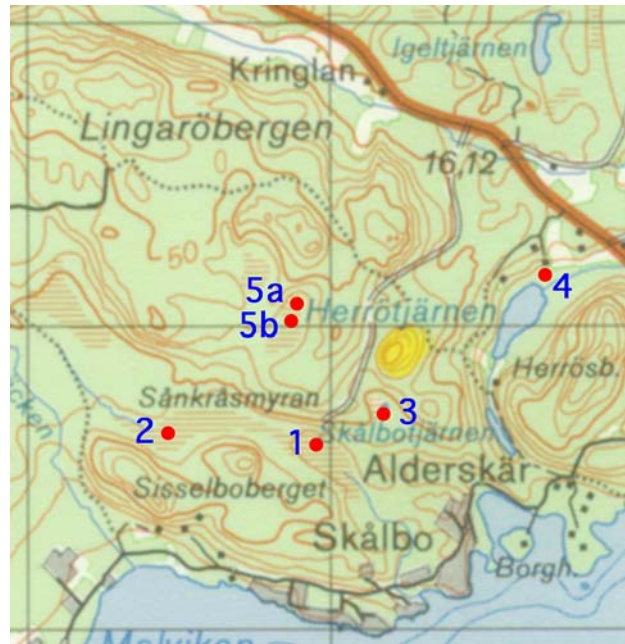 Igeltjärnen
Kringlan
Lingaröbergen
16,12
50
5a
Herrötjärnen
4
5b
Herrösb.
Sånkråsmyran
3
2
1
Skålbotjärnen
Alderskär
Sisselboberget
Skålbo
Borgh.